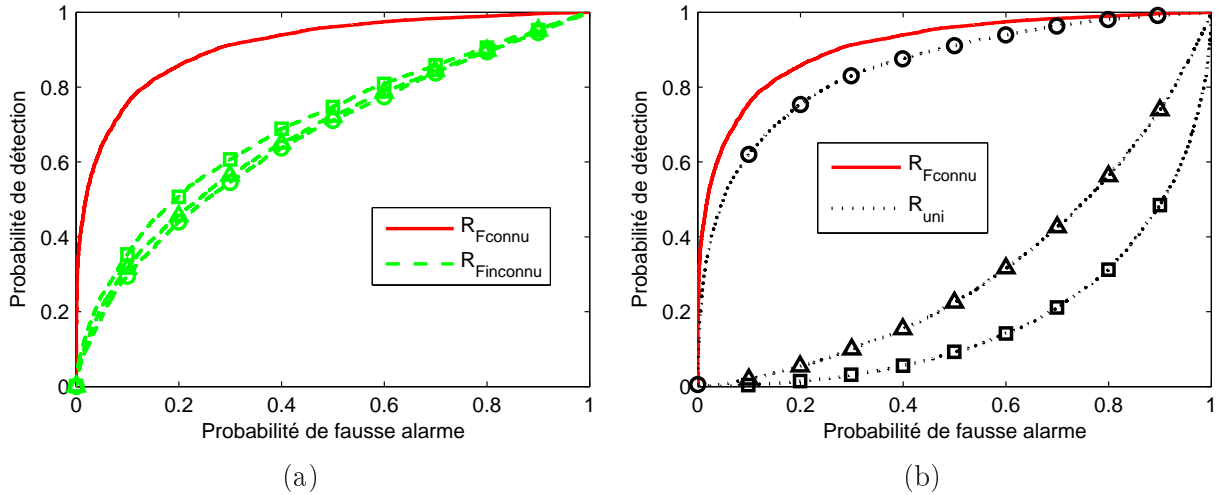 1
0.8
0.6
0.4
0.2
0
0
0.2
0.4
0.6
0.8
1
Probabilité de détection
Probabilité de fausse alarme
R_Fconnu
R_Finconnu
(a)
1
0.8
0.6
0.4
0.2
0
0
0.2
0.4
0.6
0.8
1
Probabilité de détection
Probabilité de fausse alarme
R_Fconnu
R_uni
(b)